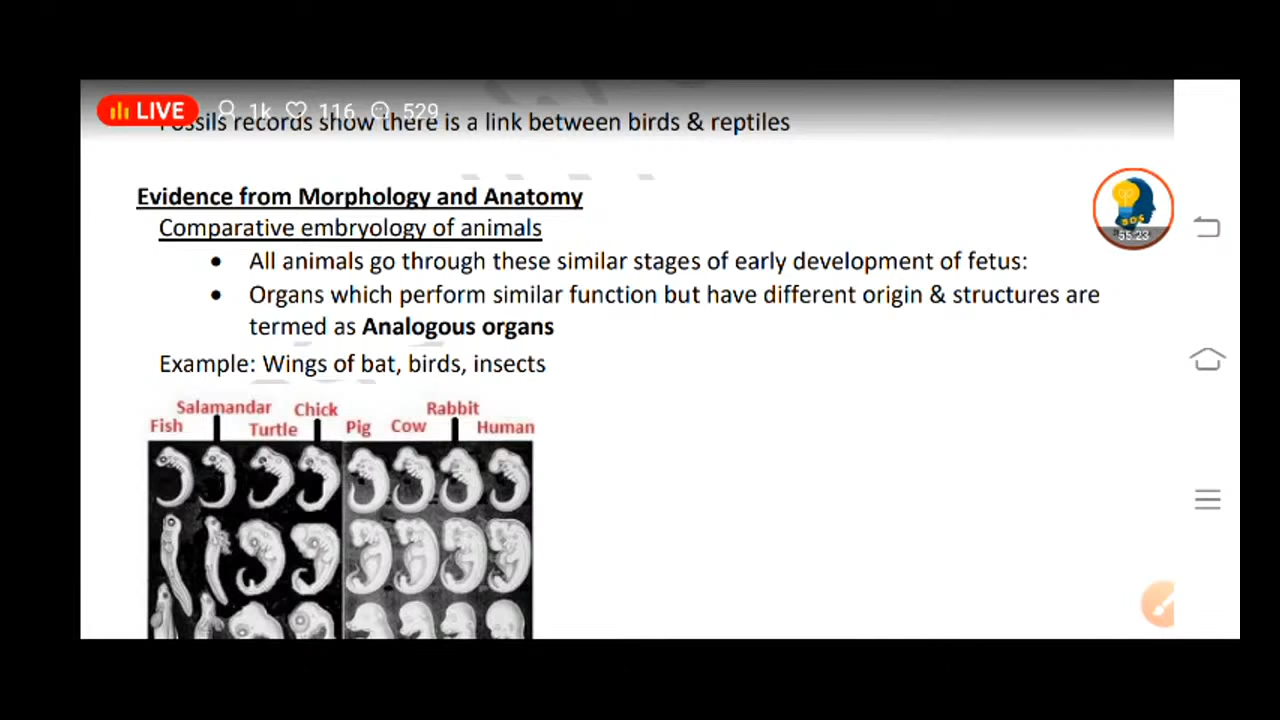 LIVE 1k 116 529
Fossils records show there is a link between birds & reptiles
Evidence from Morphology and Anatomy
Comparative embryology of animals
• All animals go through these similar stages of early development of fetus:
• Organs which perform similar function but have different origin & structures are
termed as Analogous organs
Example: Wings of bat, birds, insects
Salamandar Chick Rabbit
Fish Turtle Pig Cow Human
SOS
55:23